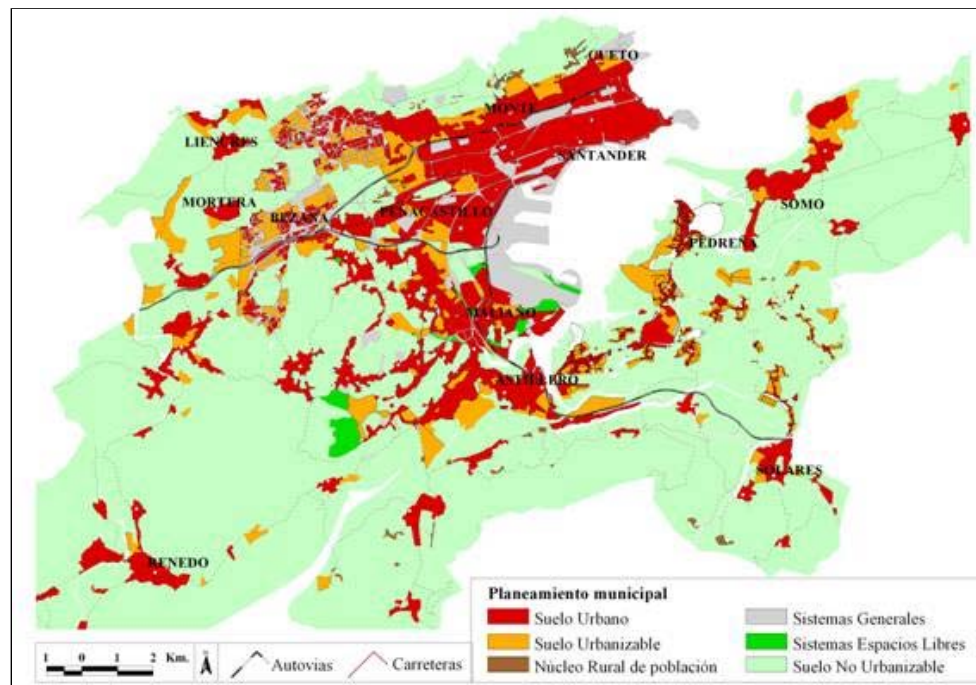 CUETO
MONTE
LIENCRES
SANTANDER
MORTERA
PEÑACASTILLO
BEZANA
SOMO
PEDREÑA
MALIAÑO
ASTILLERO
SOLARES
RENEDO
Planeamiento municipal
Suelo Urbano
Suelo Urbanizable
Núcleo Rural de población
Sistemas Generales
Sistemas Espacios Libres
Suelo No Urbanizable
1 0 1 2 Km.
N
Autovias
Carreteras